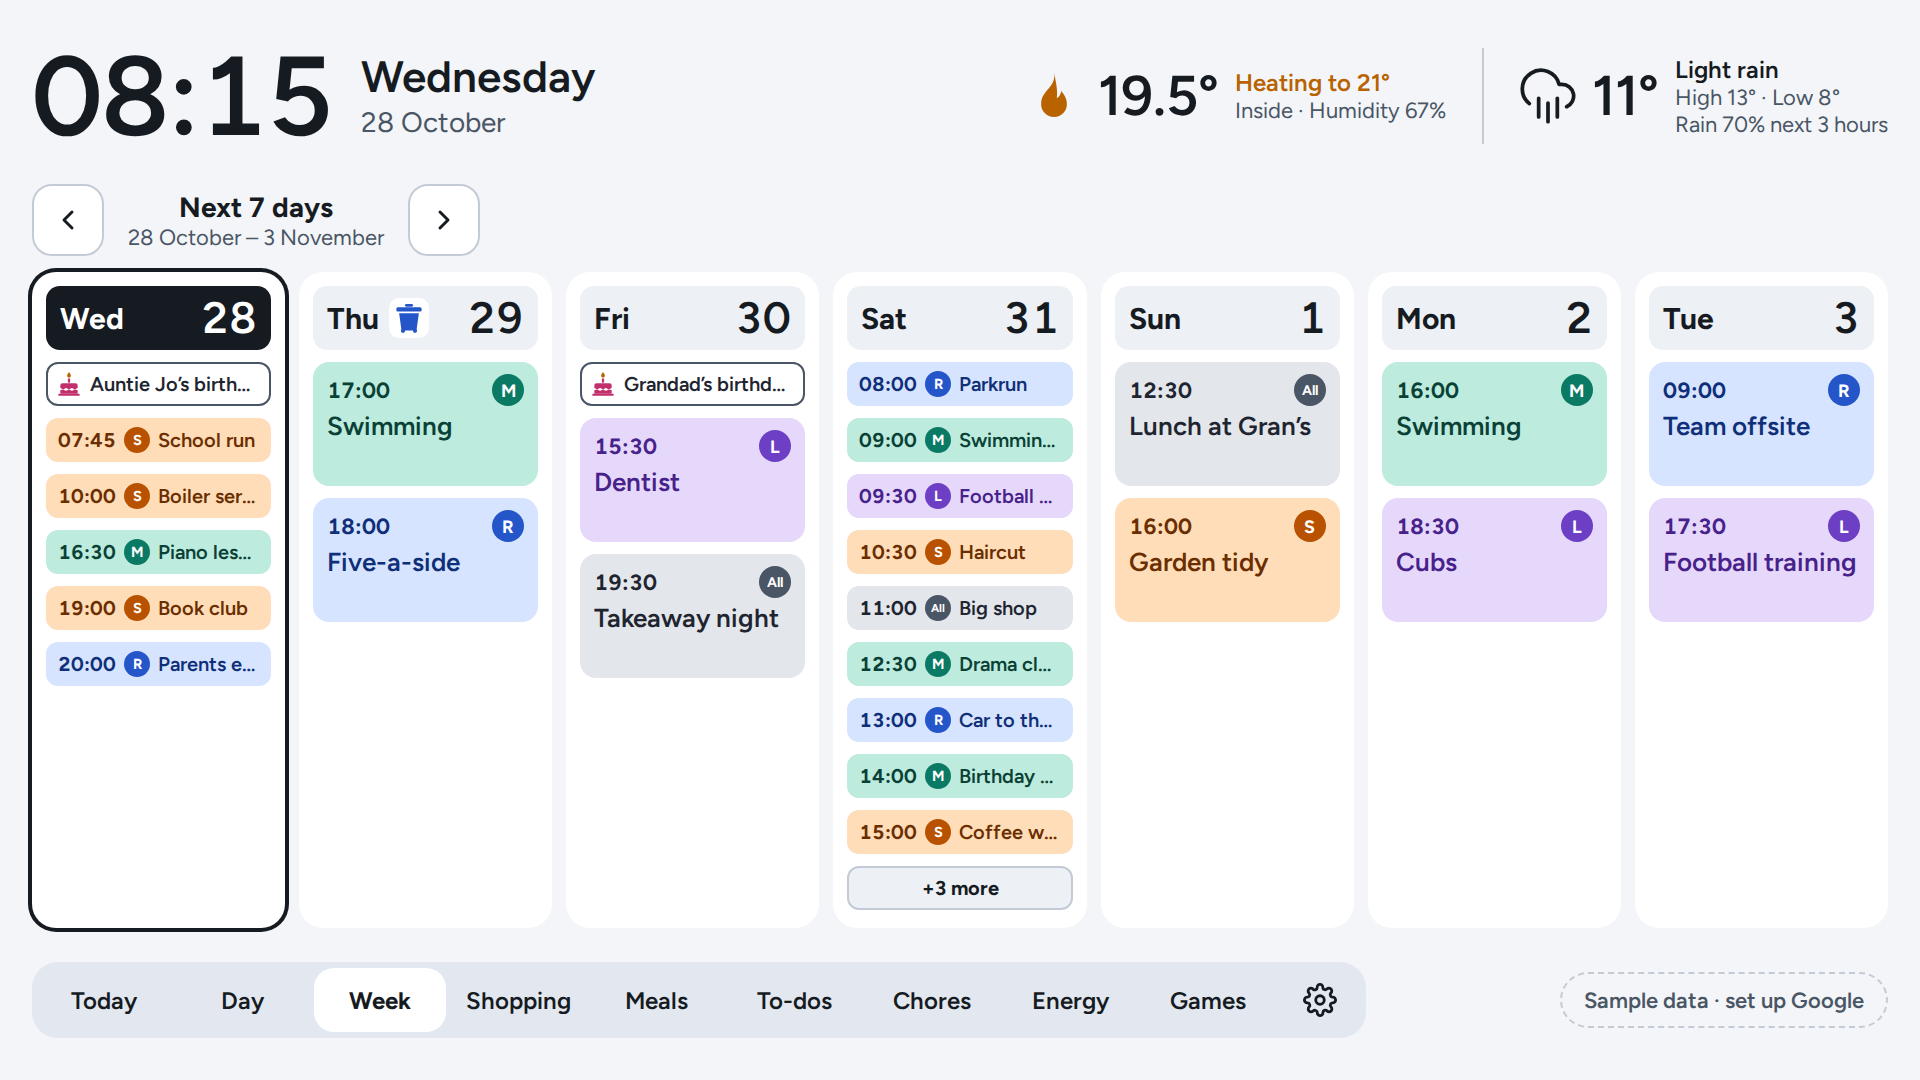 08:15
Wednesday
28 October
19.5°
Heating to 21°
Inside · Humidity 67%
11°
Light rain
High 13° · Low 8°
Rain 70% next 3 hours
Next 7 days
28 October – 3 November
Wed 28
Auntie Jo’s birth...
07:45 S School run
10:00 S Boiler ser...
16:30 M Piano les...
19:00 S Book club
20:00 R Parents e...
Thu 29
17:00 M
Swimming
18:00 R
Five-a-side
Fri 30
Grandad’s birthd...
15:30 L
Dentist
19:30 All
Takeaway night
Sat 31
08:00 R Parkrun
09:00 M Swimmin...
09:30 L Football ...
10:30 S Haircut
11:00 All Big shop
12:30 M Drama cl...
13:00 R Car to th...
14:00 M Birthday ...
15:00 S Coffee w...
+3 more
Sun 1
12:30 All
Lunch at Gran’s
16:00 S
Garden tidy
Mon 2
16:00 M
Swimming
18:30 L
Cubs
Tue 3
09:00 R
Team offsite
17:30 L
Football training
Today Day Week Shopping Meals To-dos Chores Energy Games
Sample data · set up Google